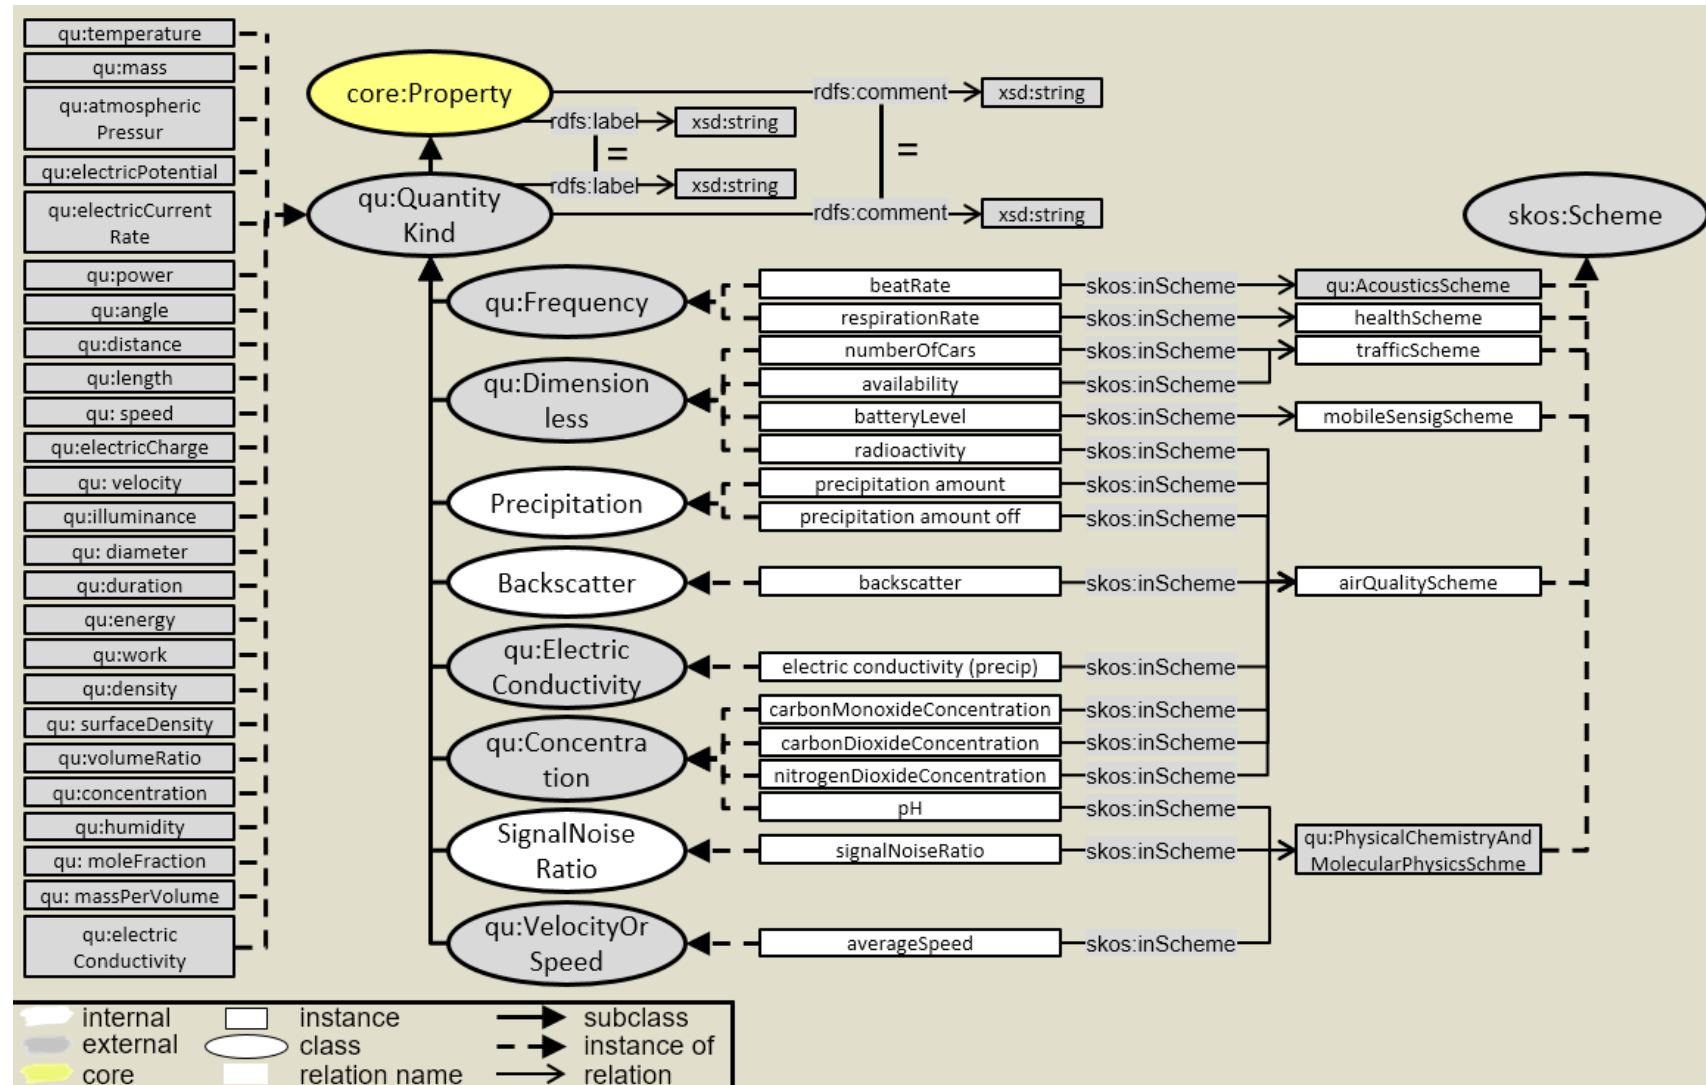 qu:temperature
qu:mass
qu:atmospheric
Pressur
qu:electricPotential
qu:electricCurrent
Rate
qu:power
qu:angle
qu:distance
qu:length
qu: speed
qu:electricCharge
qu: velocity
qu:illuminance
qu: diameter
qu:duration
qu:energy
qu:work
qu:density
qu: surfaceDensity
qu:volumeRatio
qu:concentration
qu:humidity
qu: moleFraction
qu: massPerVolume
qu:electric
Conductivity
core:Property
rdfs:comment
xsd:string
rdfs:label
xsd:string
=
=
rdfs:label
xsd:string
qu:Quantity
Kind
rdfs:comment
xsd:string
skos:Scheme
qu:Frequency
beatRate
skos:inScheme
qu:AcousticsScheme
respirationRate
skos:inScheme
healthScheme
qu:Dimension
less
numberOfCars
skos:inScheme
trafficScheme
availability
skos:inScheme
batteryLevel
skos:inScheme
mobileSensigScheme
radioactivity
skos:inScheme
Precipitation
precipitation amount
skos:inScheme
precipitation amount off
skos:inScheme
Backscatter
backscatter
skos:inScheme
airQualityScheme
qu:Electric
Conductivity
electric conductivity (precip)
skos:inScheme
qu:Concentra
tion
carbonMonoxideConcentration
skos:inScheme
carbonDioxideConcentration
skos:inScheme
nitrogenDioxideConcentration
skos:inScheme
pH
skos:inScheme
SignalNoise
Ratio
signalNoiseRatio
skos:inScheme
qu:PhysicalChemistryAnd
MolecularPhysicsSchme
qu:VelocityOr
Speed
averageSpeed
skos:inScheme
internal
instance
subclass
external
class
instance of
core
relation name
relation